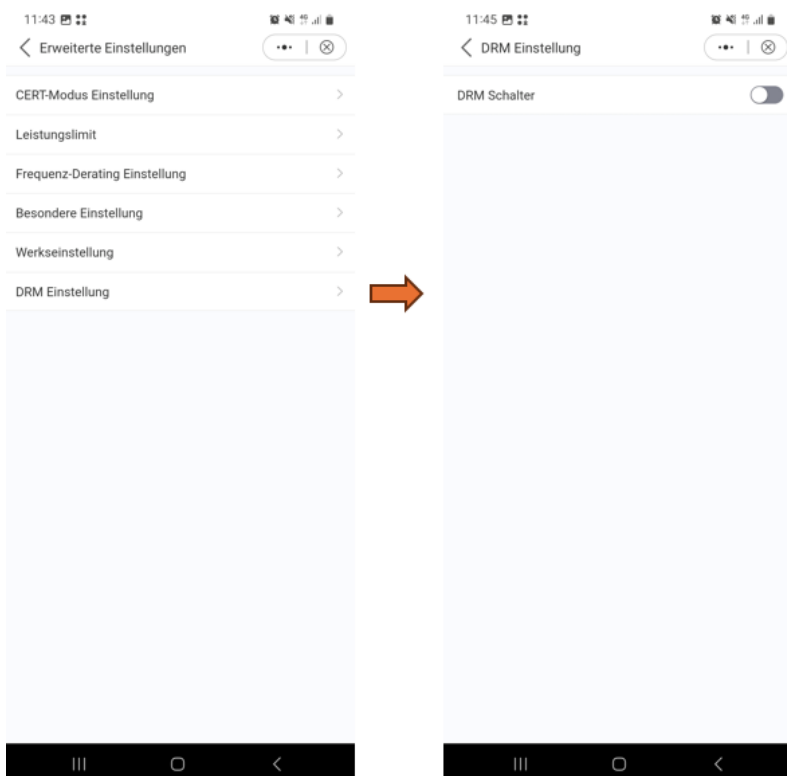 11:43
Erweiterte Einstellungen
CERT-Modus Einstellung
Leistungslimit
Frequenz-Derating Einstellung
Besondere Einstellung
Werkseinstellung
DRM Einstellung
11:45
DRM Einstellung
DRM Schalter